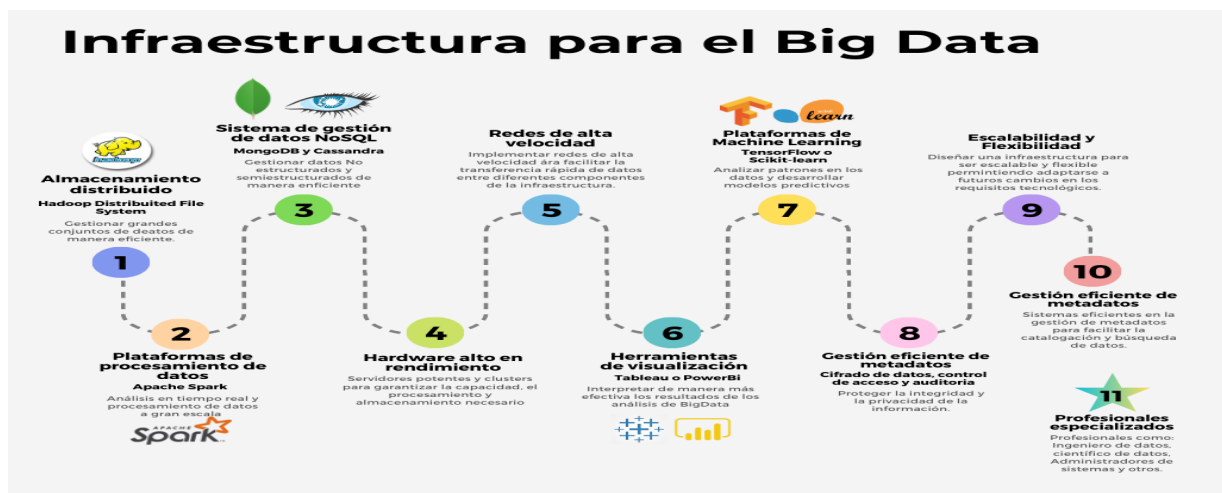 Infraestructura para el Big Data
Almacenamiento
distribuido
Hadoop Distribuited File
System
Gestionar grandes
conjuntos de deatos de
manera eficiente.
1
2
Plataformas de
procesamiento de
datos
Apache Spark
Análisis en tiempo real y
procesamiento de datos
a gran escala
APACHE
Spark
Sistema de gestión
de datos NoSQL
MongoDB y Cassandra
Gestionar datos No
estructurados y
semiestructurados de
manera enficiente
3
4
Hardware alto en
rendimiento
Servidores potentes y clusters
para garantizar la capacidad, el
procesamiento y
almacenamiento necesario
Redes de alta
velocidad
Implementar redes de alta
velocidad ára facilitar la
transferencia rápida de datos
entre diferentes componentes
de la infraestructura.
5
6
Herramientas
de visualización
Tableau o PowerBi
Interpretar de manera más
efectiva los resultados de los
análisis de BigData
learn
Plataformas de
Machine Learning
TensorFlow o
Scikit-learn
Analizar patrones en los
datos y desarrollar
modelos predictivos
7
8
Gestión eficiente de
metadatos
Cifrado de datos, control
de acceso y auditoria
Proteger la integridad y
la privacidad de la
información.
Escalabilidad y
Flexibilidad
Diseñar una infraestructura para
ser escalable y flexible
permintiendo adaptarse a
futuros cambios en los
requisitos tecnológicos.
9
10
Gestión eficiente de
metadatos
Sistemas eficientes en la
gestión de metadatos
para facilitar la
catalogación y búsqueda
de datos.
11
Profesionales
especializados
Profesionales como:
Ingeniero de datos,
científico de datos,
Administradores de
sistemas y otros.